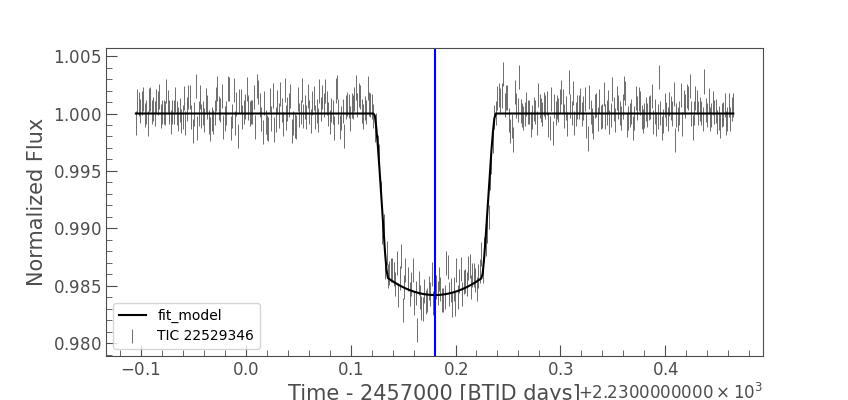 1.005
1.000
0.995
0.990
0.985
0.980
Normalized Flux
fit_model
TIC 22529346
−0.1 0.0 0.1 0.2 0.3 0.4
Time - 2457000 [BTJD days]
+2.2300000000×10³